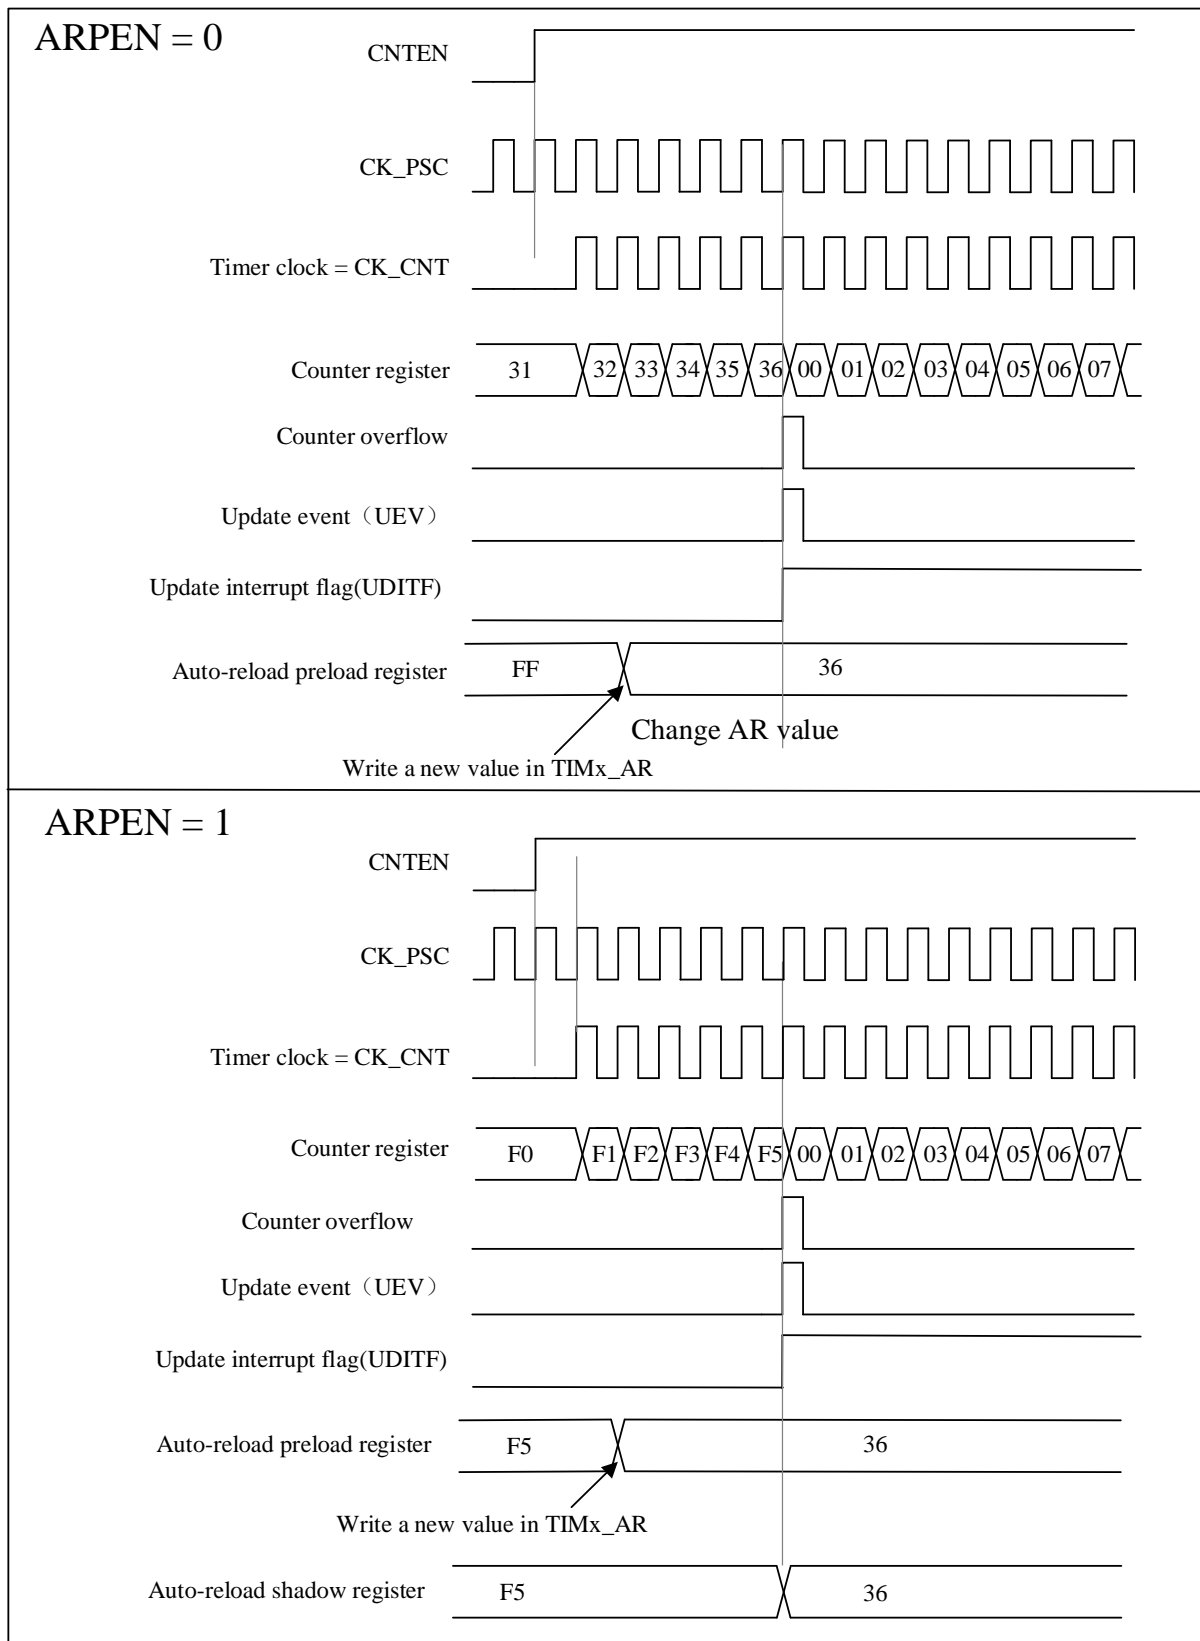 ARPEN = 0
CNTEN
CK_PSC
Timer clock = CK_CNT
Counter register 31 32 33 34 35 36 00 01 02 03 04 05 06 07
Counter overflow
Update event（UEV）
Update interrupt flag(UDITF)
Auto-reload preload register FF 36
Change AR value
Write a new value in TIMx_AR
ARPEN = 1
CNTEN
CK_PSC
Timer clock = CK_CNT
Counter register F0 F1 F2 F3 F4 F5 00 01 02 03 04 05 06 07
Counter overflow
Update event（UEV）
Update interrupt flag(UDITF)
Auto-reload preload register F5 36
Write a new value in TIMx_AR
Auto-reload shadow register F5 36